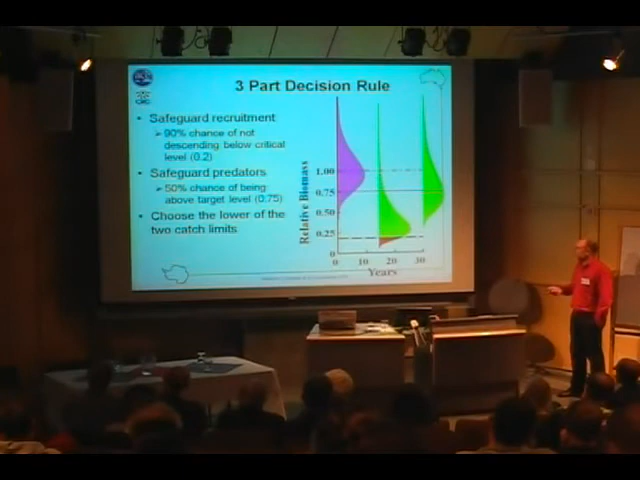 3 Part Decision Rule
• Safeguard recruitment
➢ 90% chance of not
descending below critical
level (0.2)
• Safeguard predators
➢ 50% chance of being
above target level (0.75)
• Choose the lower of the
two catch limits
Relative Biomass
1.00
0.75
0.50
0.25
0
0 10 20 30
Years